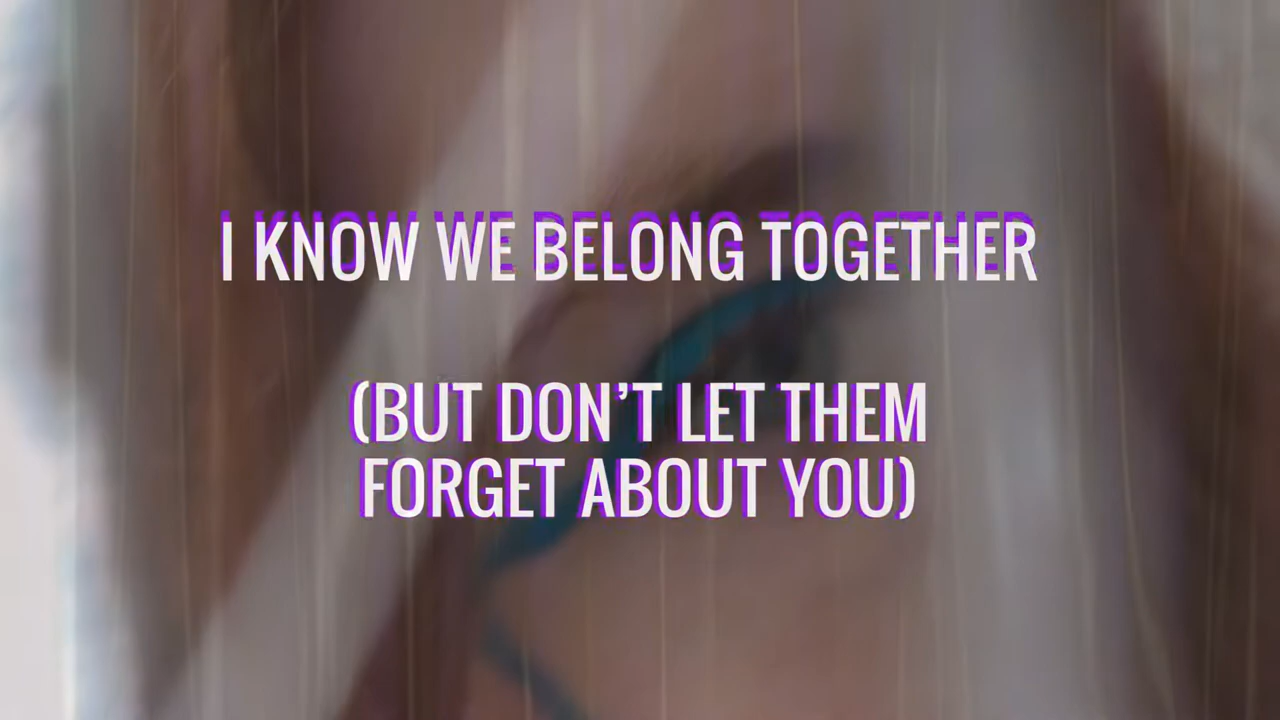 I KNOW WE BELONG TOGETHER
(BUT DON’T LET THEM
FORGET ABOUT YOU)